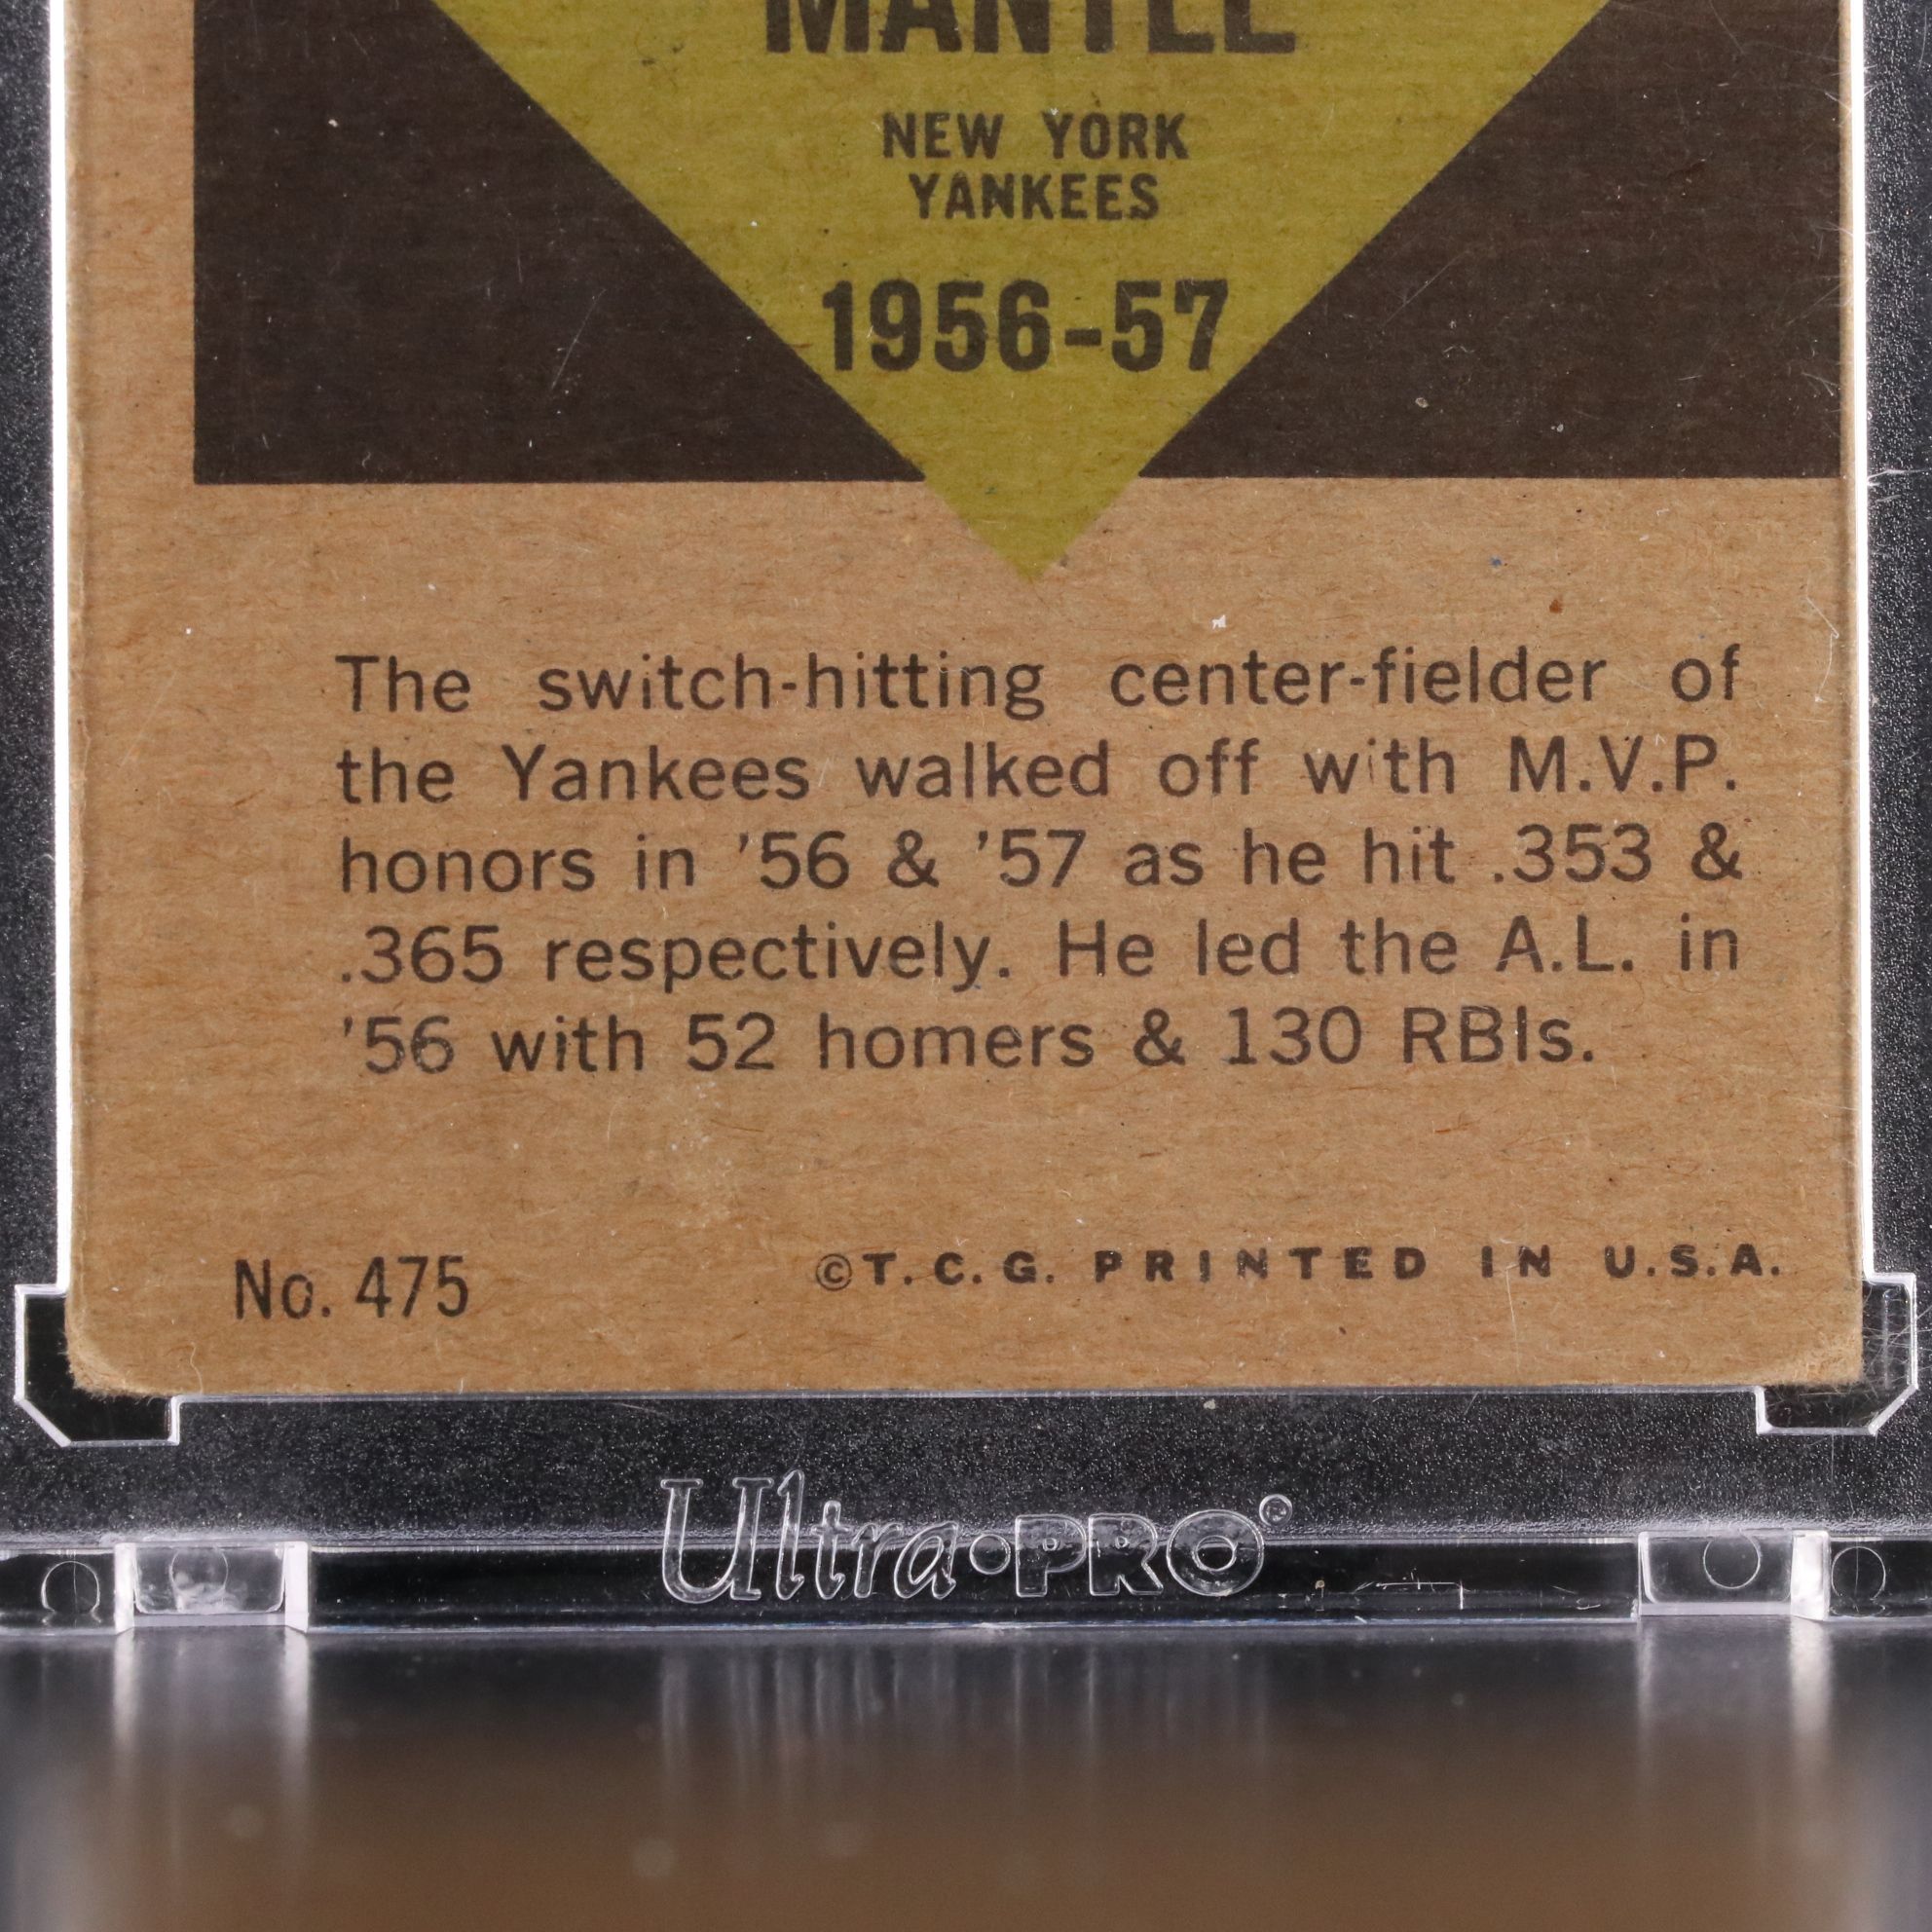 MANTLE
NEW YORK
YANKEES
1956-57
The switch-hitting center-fielder of
the Yankees walked off with M.V.P.
honors in '56 & '57 as he hit .353 &
.365 respectively. He led the A.L. in
'56 with 52 homers & 130 RBIs.
No. 475 ©T.C.G. PRINTED IN U.S.A.
Ultra•PRO®